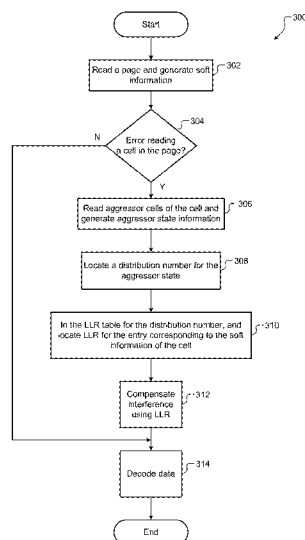 300
Start
Read a page and generate soft
information
302
304
N
Error reading
a cell in the page?
Y
Read aggressor cells of the cell and
generate aggressor state information
306
Locate a distribution number for the
aggressor state
308
In the LLR table for the distribution number, and
locate LLR for the entry corresponding to the soft
information of the cell
310
Compensate
interference
using LLR
312
Decode data
314
End